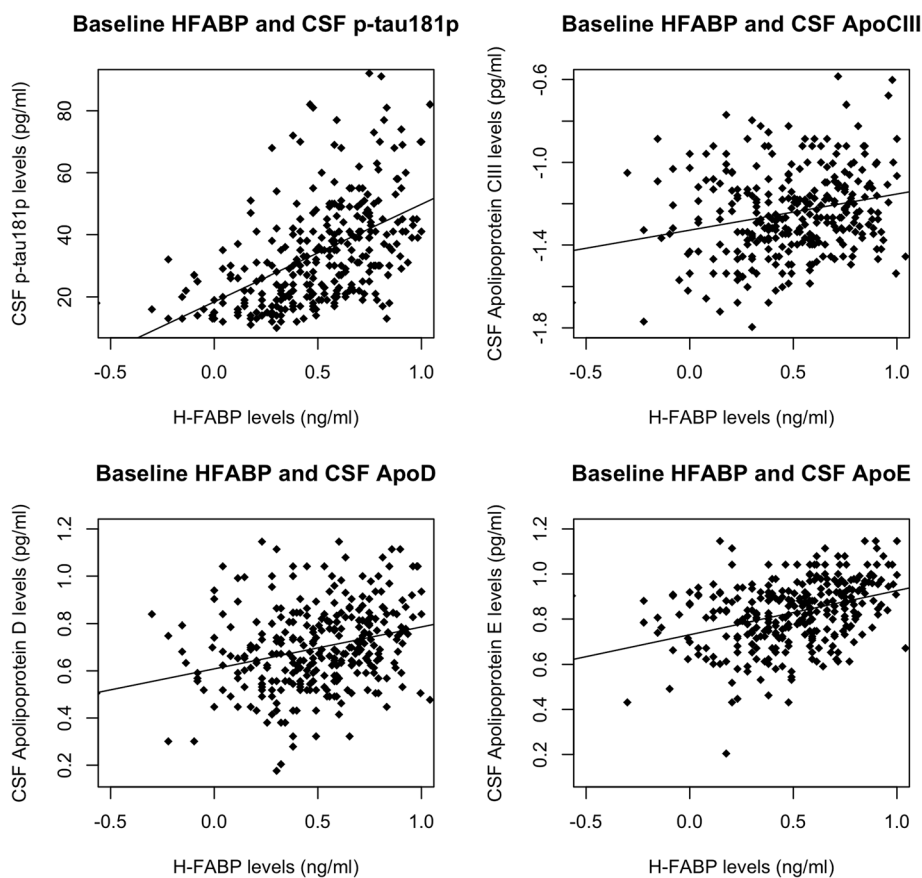 Baseline HFABP and CSF p-tau181p
CSF p-tau181p levels (pg/ml)
80
60
40
20
-0.5 0.0 0.5 1.0
H-FABP levels (ng/ml)
Baseline HFABP and CSF ApoCIII
CSF Apolipoprotein CIII levels (pg/ml)
-0.6
-1.0
-1.4
-1.8
-0.5 0.0 0.5 1.0
H-FABP levels (ng/ml)
Baseline HFABP and CSF ApoD
CSF Apolipoprotein D levels (pg/ml)
1.2
1.0
0.8
0.6
0.4
0.2
-0.5 0.0 0.5 1.0
H-FABP levels (ng/ml)
Baseline HFABP and CSF ApoE
CSF Apolipoprotein E levels (pg/ml)
1.2
1.0
0.8
0.6
0.4
0.2
-0.5 0.0 0.5 1.0
H-FABP levels (ng/ml)